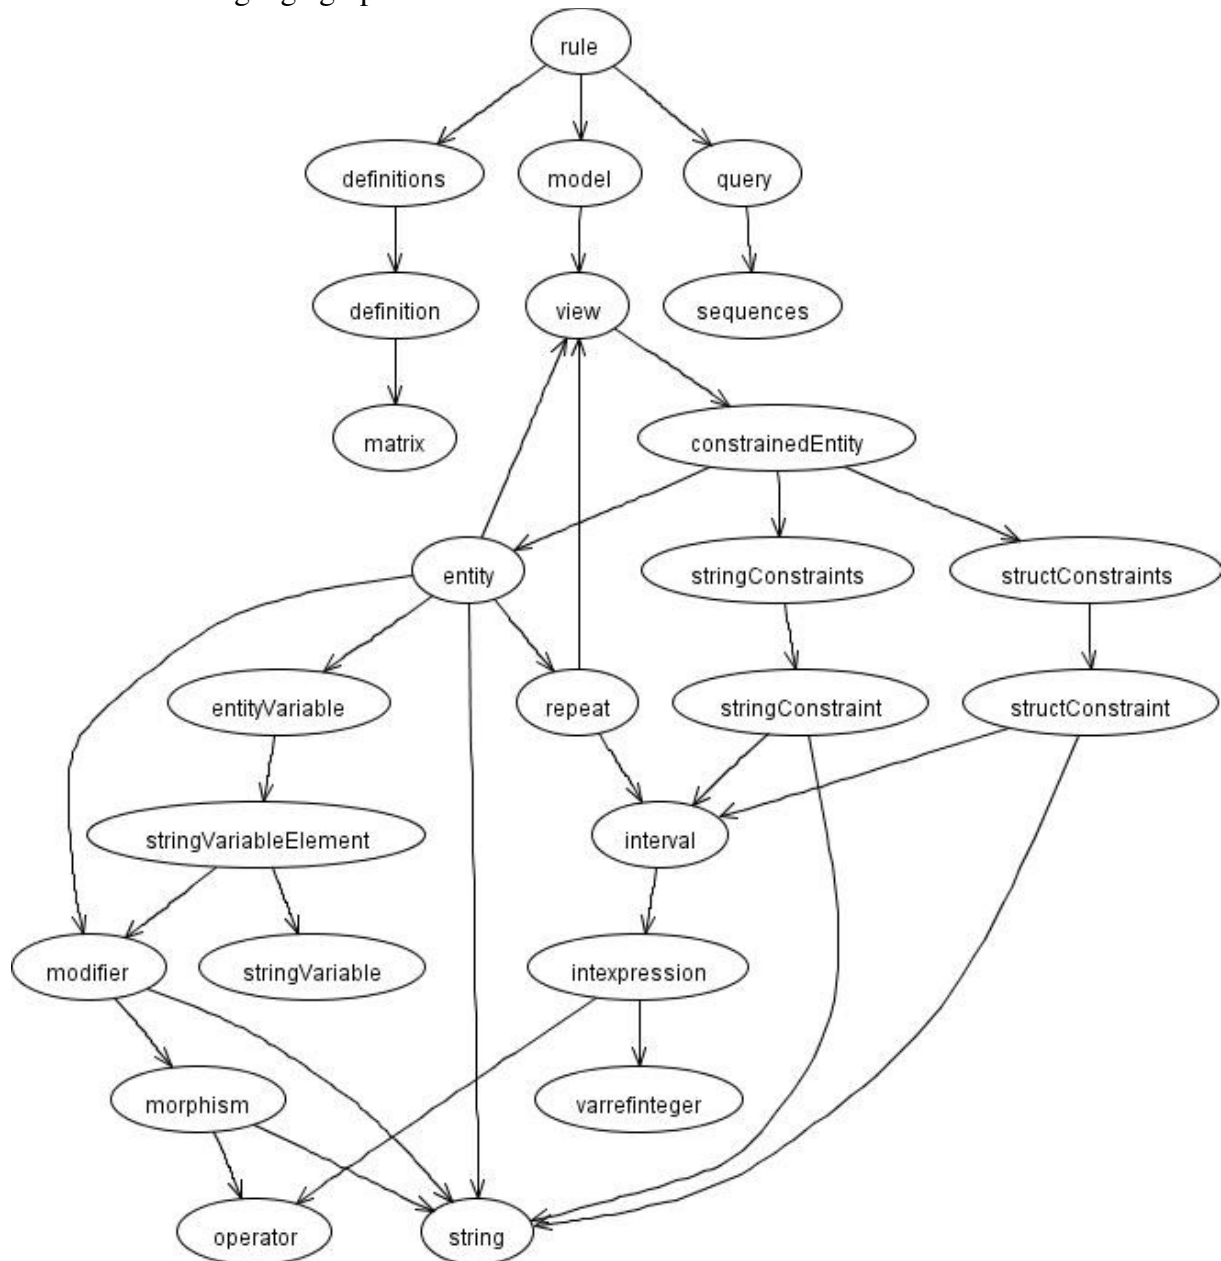 rule
definitions
model
query
definition
view
sequences
matrix
constrainedEntity
entity
stringConstraints
structConstraints
entityVariable
repeat
stringConstraint
structConstraint
stringVariableElement
interval
modifier
stringVariable
intexpression
morphism
varrefinteger
operator
string